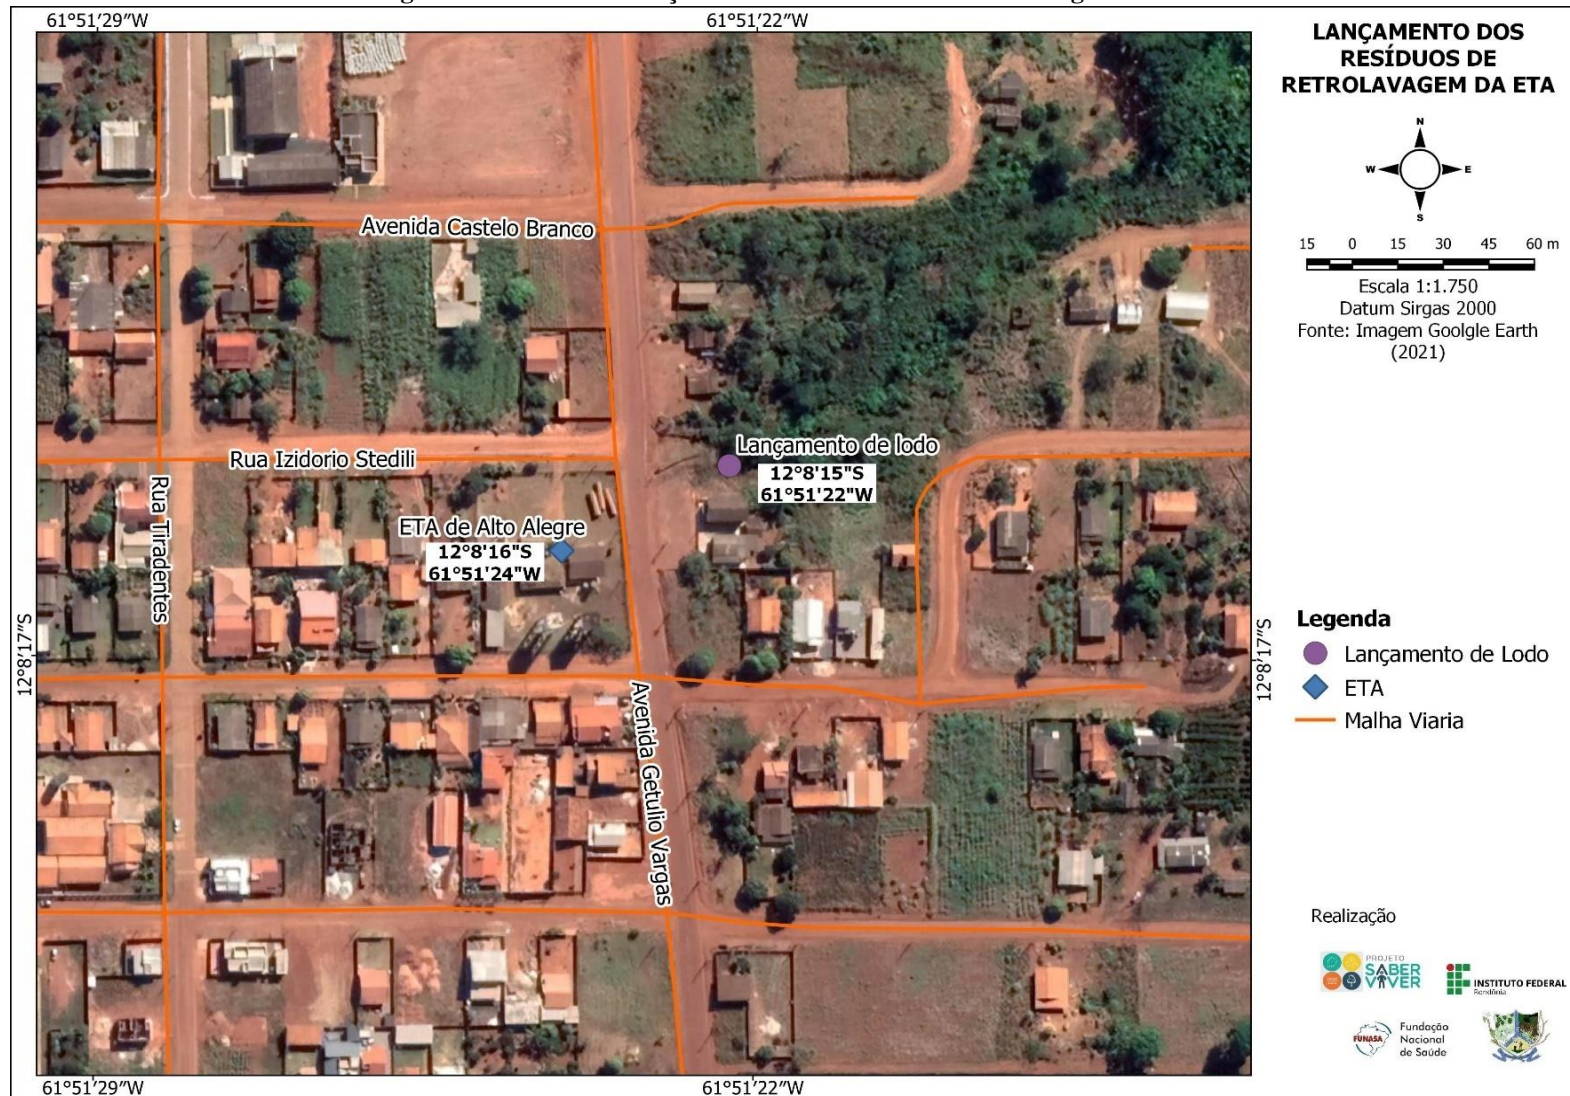 61°51'29"W
61°51'22"W
LANÇAMENTO DOS
RESÍDUOS DE
RETROLAVAGEM DA ETA
N
W
E
S
15 0 15 30 45 60 m
Escala 1:1.750
Datum Sirgas 2000
Fonte: Imagem Goolgle Earth
(2021)
Avenida Castelo Branco
Rua Izidorio Stedili
Rua Tiradentes
Lançamento de lodo
12°8'15"S
61°51'22"W
ETA de Alto Alegre
12°8'16"S
61°51'24"W
Avenida Getulio Vargas
12°8'17"S
12°8'17"S
Legenda
Lançamento de Lodo
ETA
Malha Viaria
Realização
PROJETO
SABER
VIVER
INSTITUTO FEDERAL
Rondônia
FUNASA
Fundação
Nacional
de Saúde
61°51'29"W
61°51'22"W